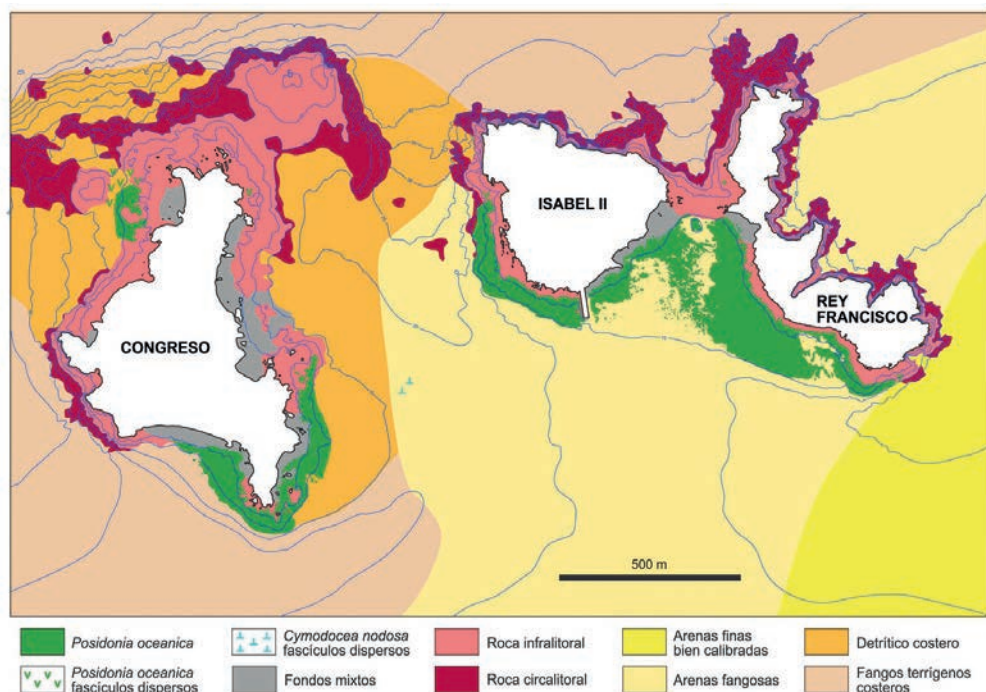 ISABEL II
CONGRESO
REY
FRANCISCO
500 m
Posidonia oceanica
Posidonia oceanica
fascículos dispersos
Cymodocea nodosa
fascículos dispersos
Fondos mixtos
Roca infralitoral
Roca circalitoral
Arenas finas
bien calibradas
Arenas fangosas
Detrítico costero
Fangos terrígenos
costeros